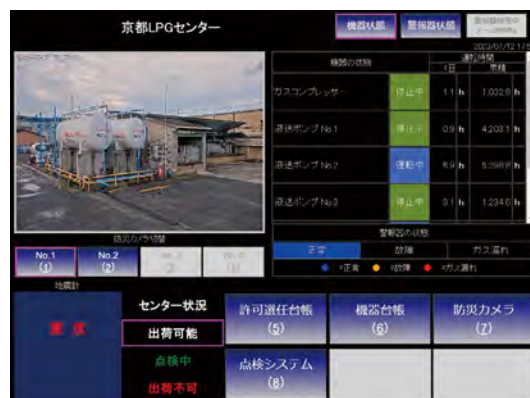 京都LPGセンター
機器状態
警報器状態
2023/07/12
機器の状態
運転時間
1日
累積
ガスコンプレッサー
停止中
1.1 h
1,032.8 h
液送ポンプ No.1
停止中
0.9 h
4,203.1 h
液送ポンプ No.2
運転中
8.9 h
5,298.8 h
液送ポンプ No.3
停止中
3.1 h
1,234.6 h
防災カメラ切替
警報器の状態
No.1
(1)
No.2
(2)
正常
故障
ガス漏れ
=正常
=故障
=ガス漏れ
地震計
センター状況
出荷可能
点検中
出荷不可
許可選任台帳
(5)
機器台帳
(6)
防災カメラ
(7)
点検システム
(8)